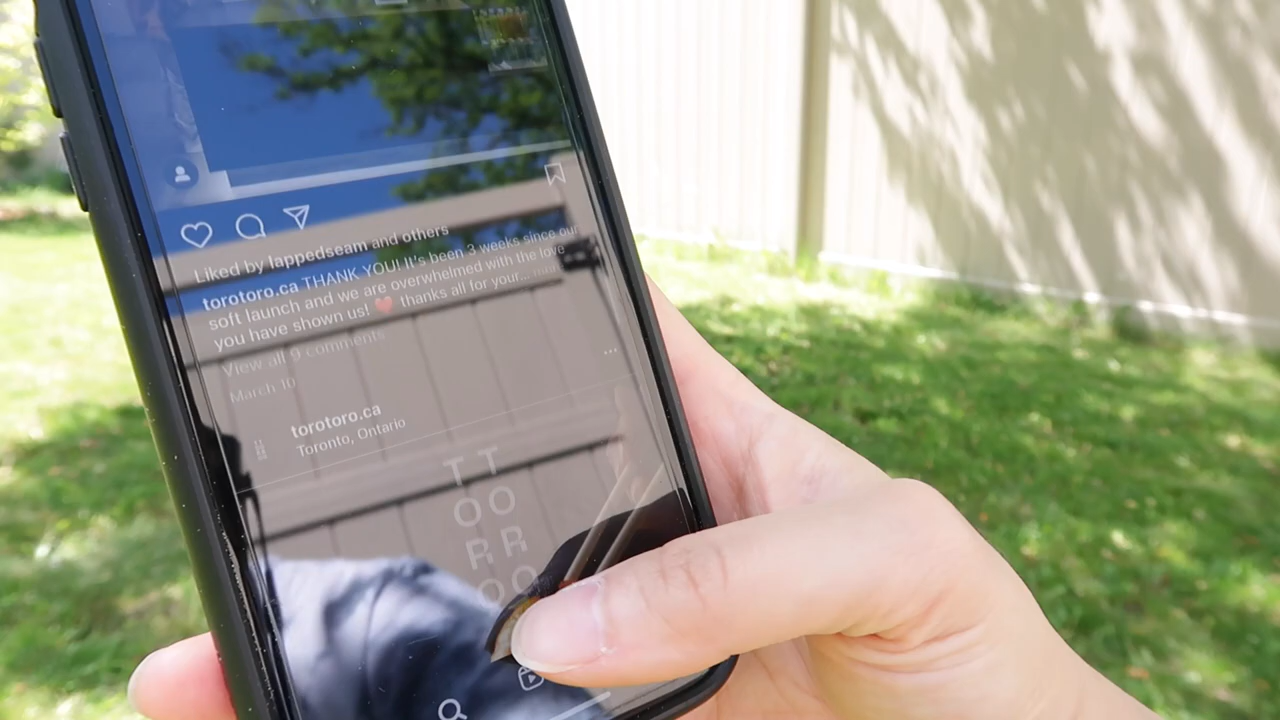 Liked by lappedseam and others
torotoro.ca THANK YOU! It's been 3 weeks since our
soft launch and we are overwhelmed with the love
you have shown us! ❤️ thanks all for your...
View all 9 comments
March 10
torotoro.ca
Toronto, Ontario
T T
O O
R R
O O